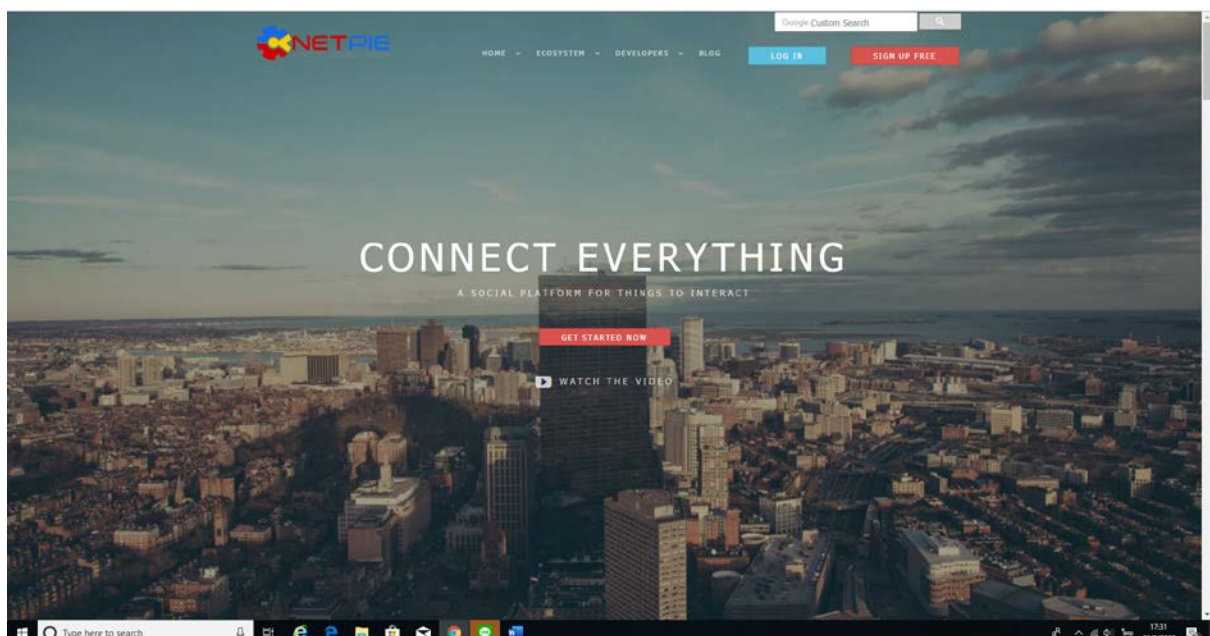 Google Custom Search
NETPIE
HOME
ECOSYSTEM
DEVELOPERS
BLOG
LOG IN
SIGN UP FREE
CONNECT EVERYTHING
A SOCIAL PLATFORM FOR THINGS TO INTERACT
GET STARTED NOW
WATCH THE VIDEO
Type here to search
17:31